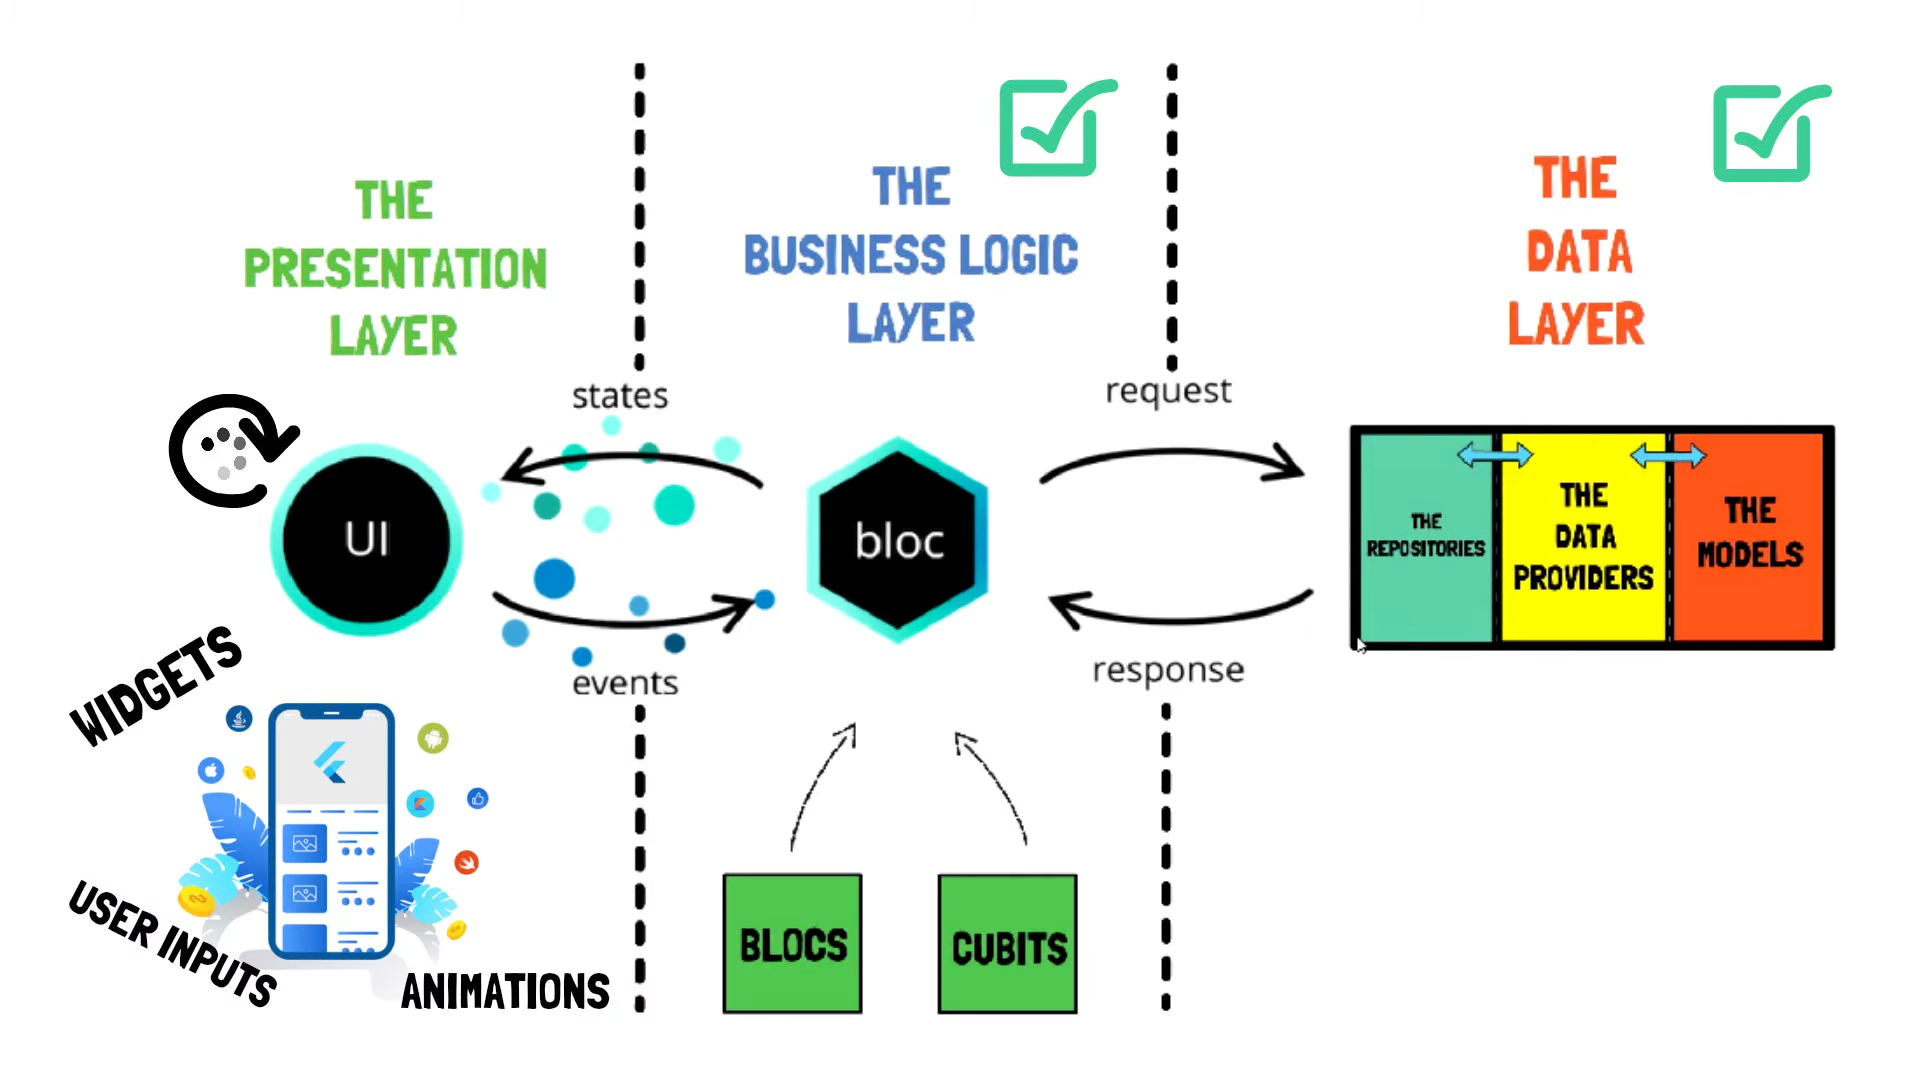 THE
PRESENTATION
LAYER
THE
BUSINESS LOGIC
LAYER
THE
DATA
LAYER
states
request
UI
bloc
THE
REPOSITORIES
THE
DATA
PROVIDERS
THE
MODELS
events
response
WIDGETS
USER INPUTS
ANIMATIONS
BLOCS
CUBITS